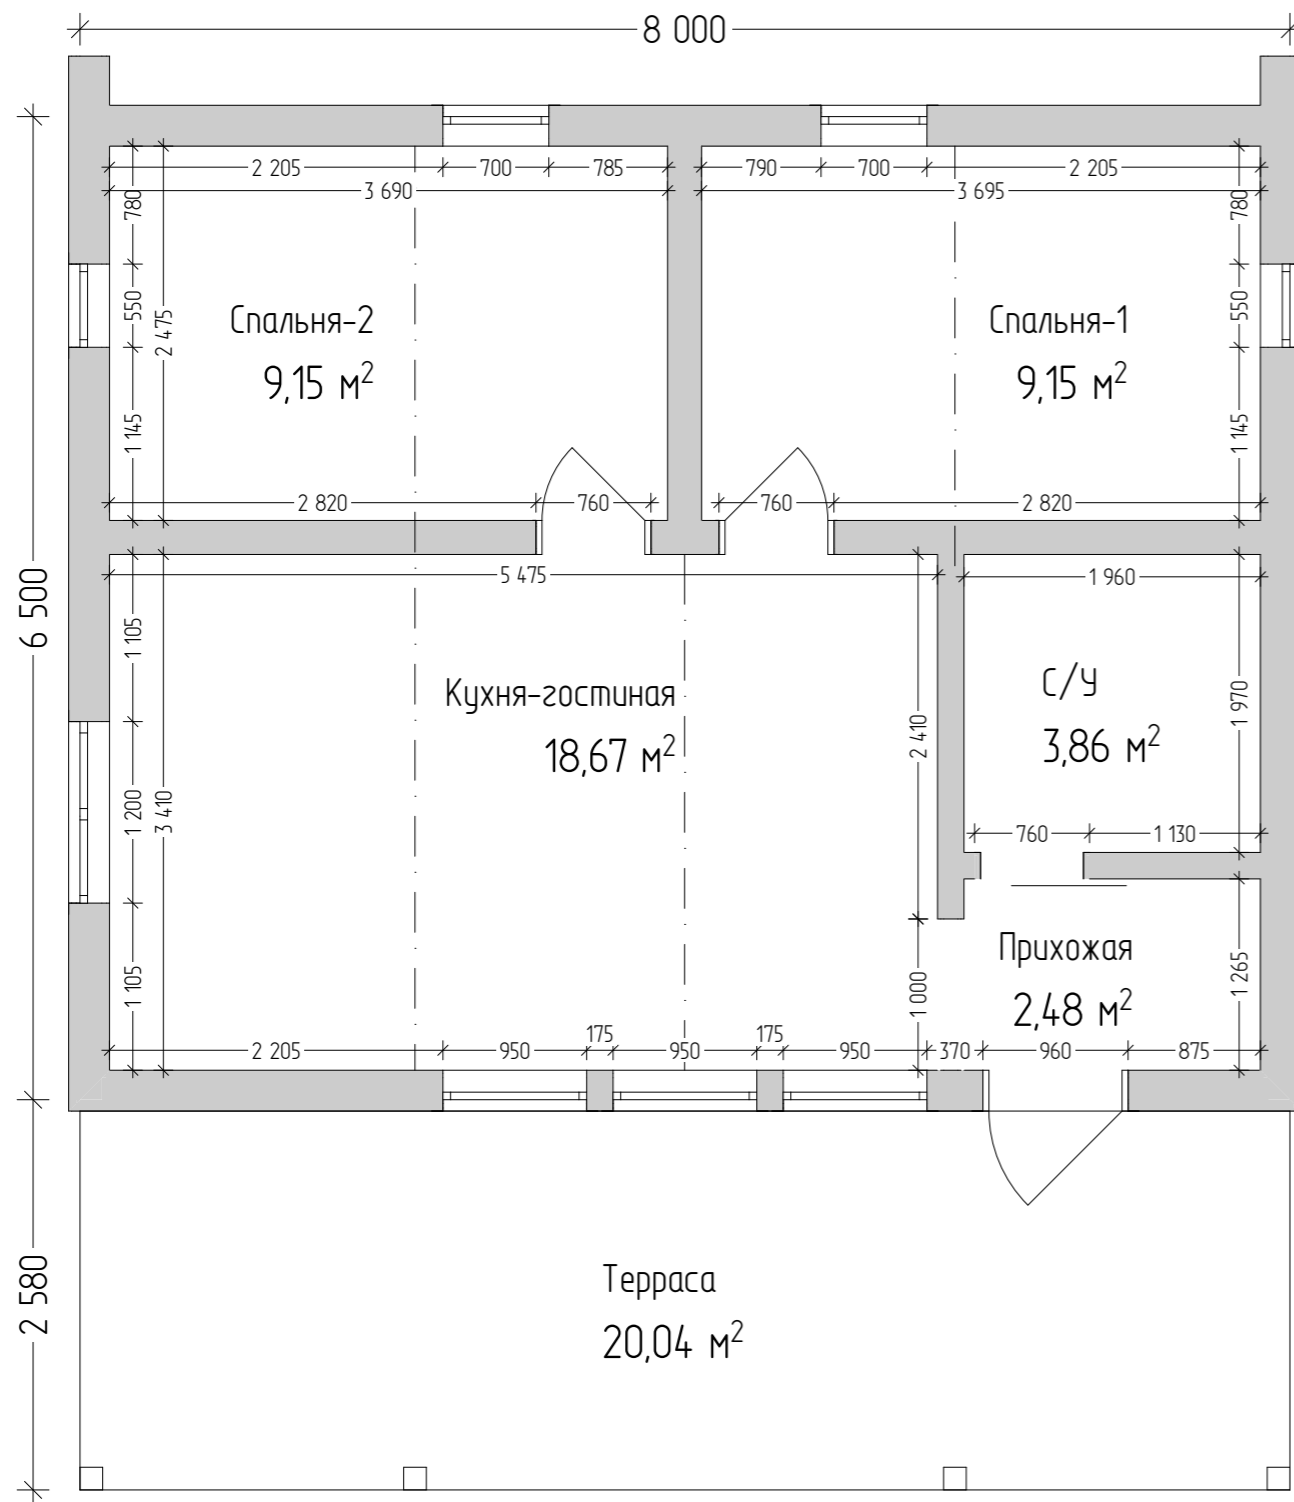 8 000
2 205 700 785 790 700 2 205
3 690 3 695
780 780
550 2 475 550
Спальня-2 Спальня-1
9,15 м² 9,15 м²
1 145 1 145
2 820 760 760 2 820
5 475 1 960
6 500
1 105
Кухня-гостиная С/У
18,67 м² 3,86 м²
2 410 1 970
1 200 3 410
760 1 130
Прихожая
2,48 м²
1 105 1 000 1 265
175 175
2 205 950 950 950 370 960 875
2 580
Терраса
20,04 м²